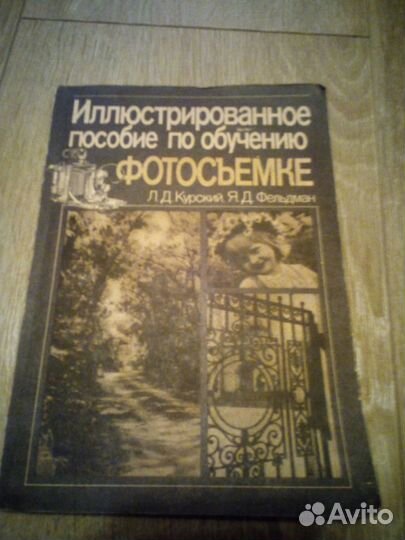 Иллюстрированное
пособие по обучению
ФОТОСЪЕМКЕ
Л.Д. Курский, Я.Д. Фельдман
Avito